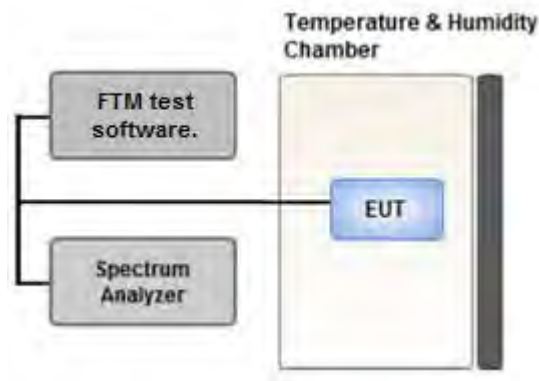 Temperature & Humidity
Chamber
FTM test
software.
EUT
Spectrum
Analyzer